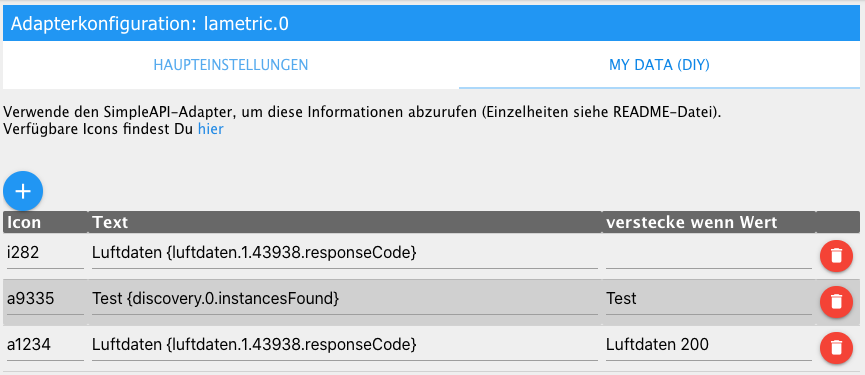 Adapterkonfiguration: lametric.0
HAUPTEINSTELLUNGEN MY DATA (DIY)
Verwende den SimpleAPI-Adapter, um diese Informationen abzurufen (Einzelheiten siehe README-Datei).
Verfügbare Icons findest Du hier
Icon Text verstecke wenn Wert
i282 Luftdaten {luftdaten.1.43938.responseCode}
a9335 Test {discovery.0.instancesFound} Test
a1234 Luftdaten {luftdaten.1.43938.responseCode} Luftdaten 200